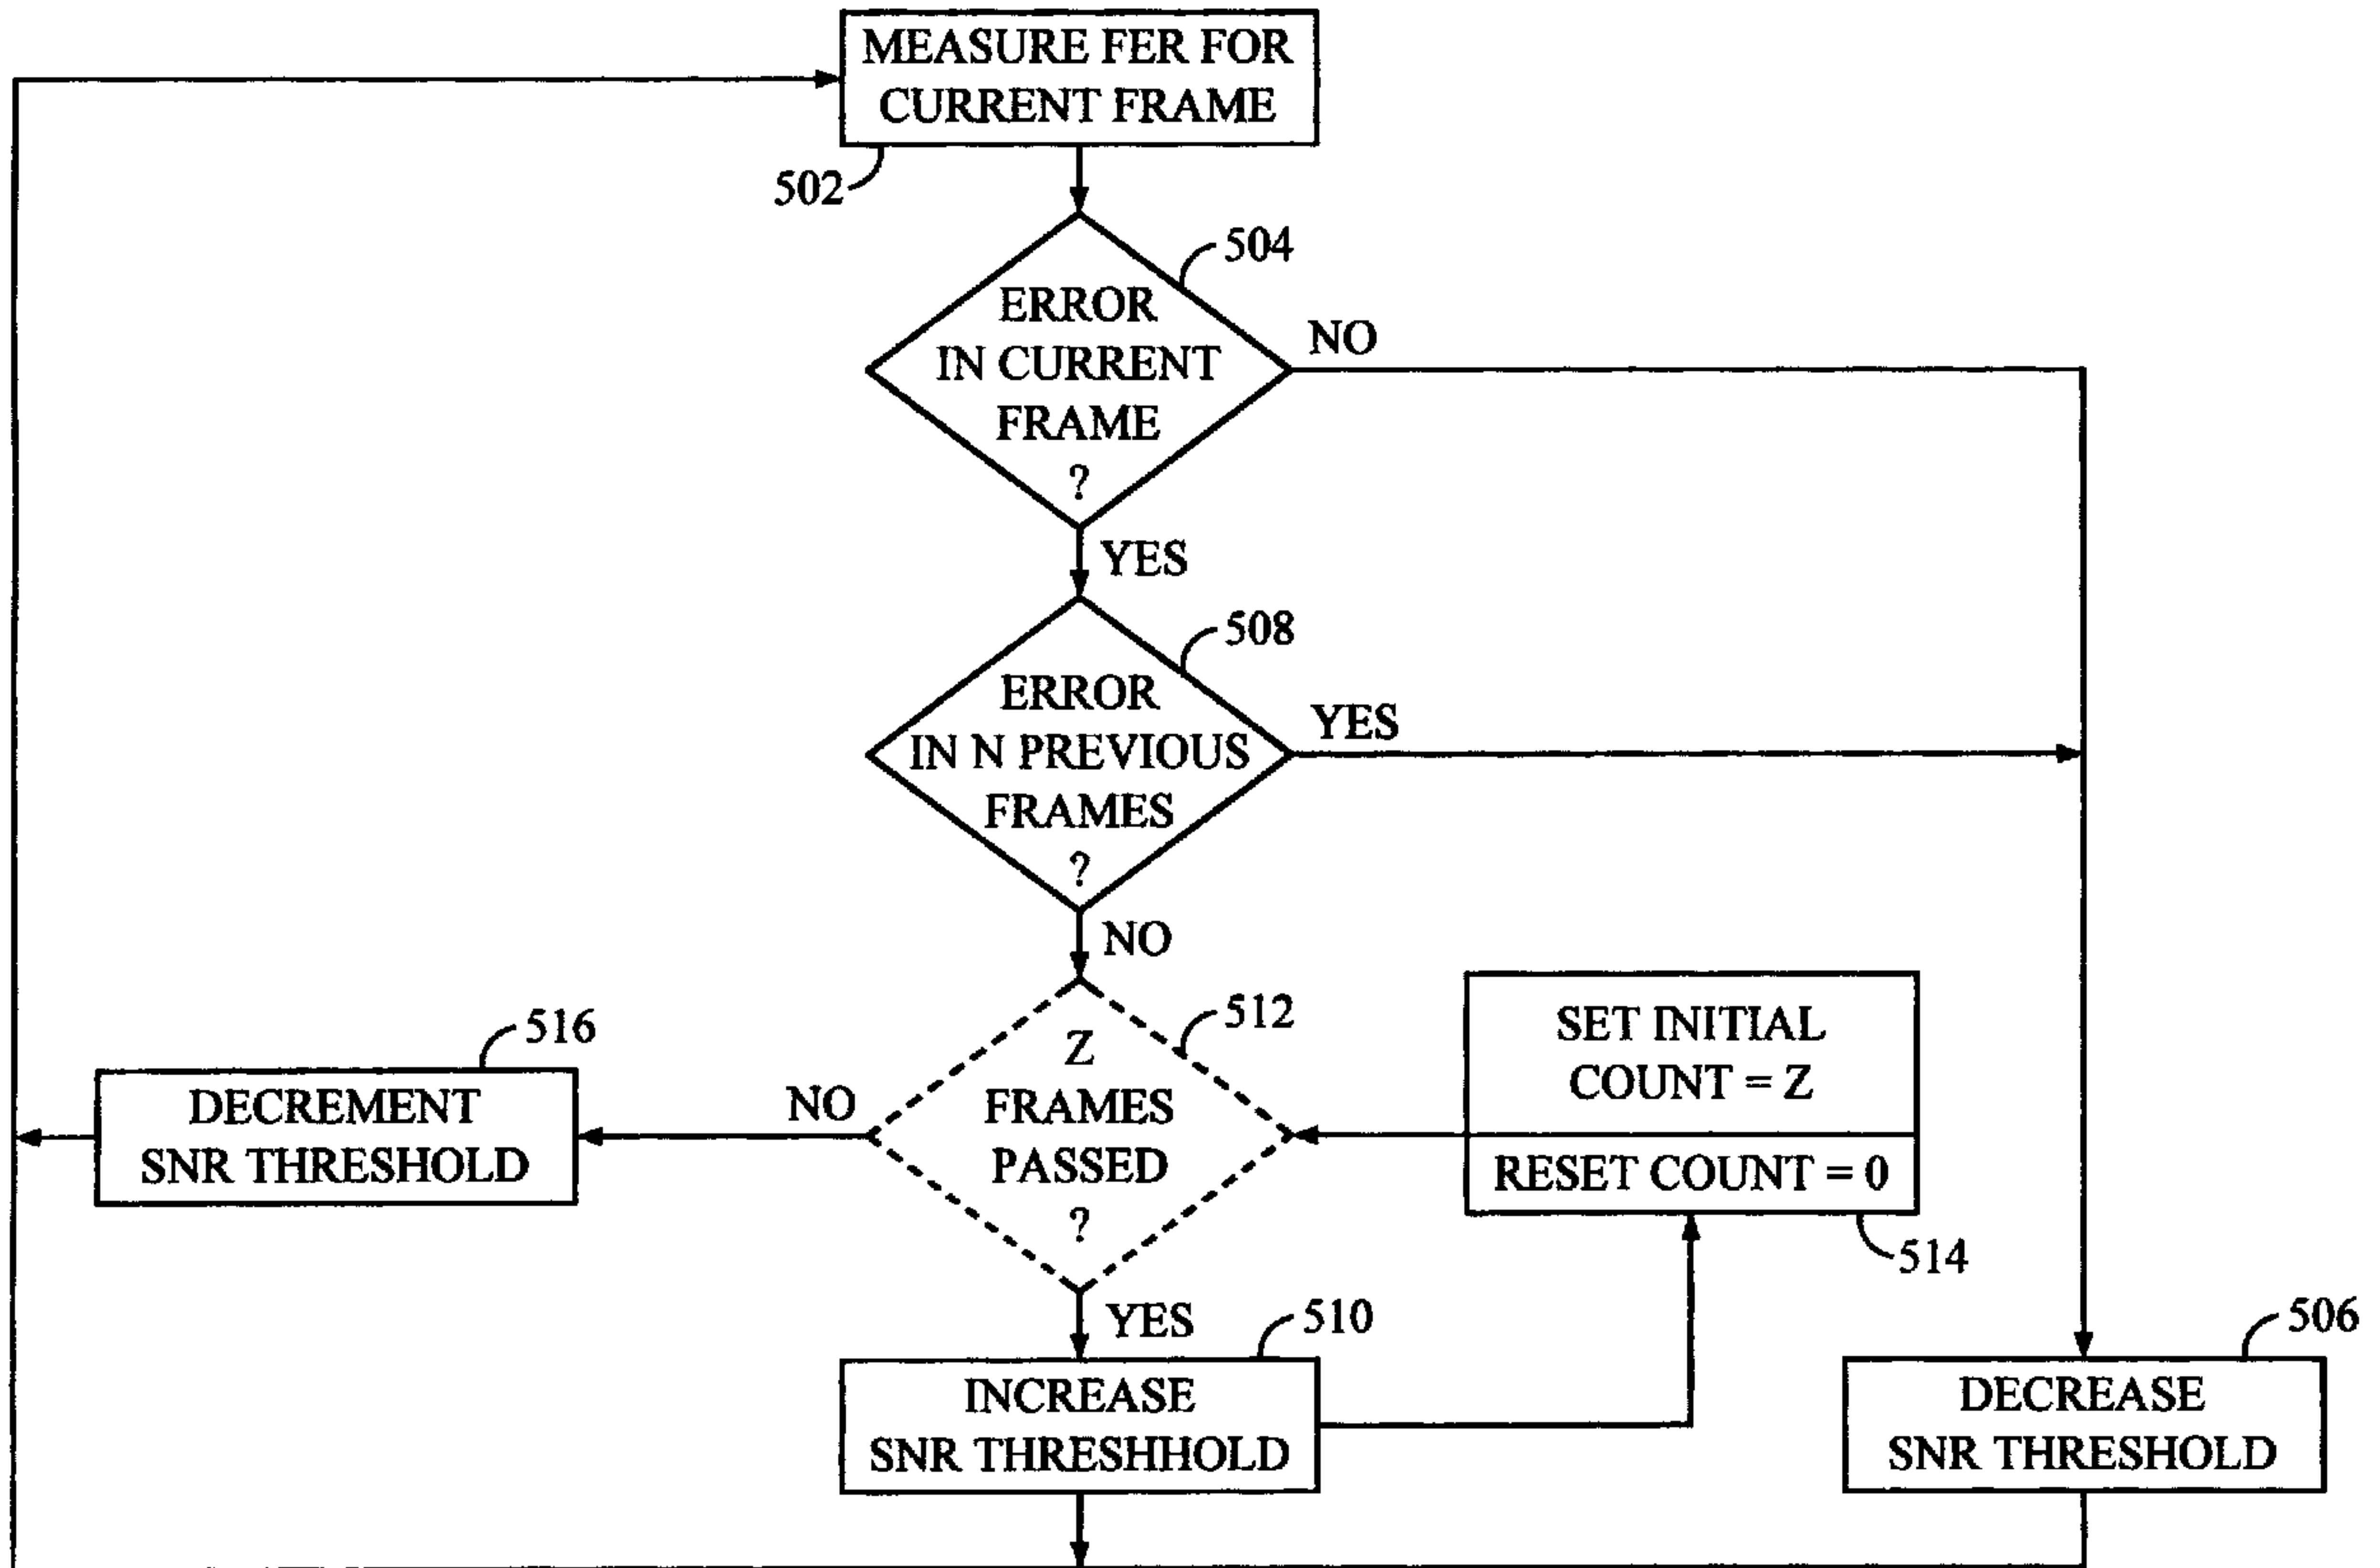 MEASURE FER FOR
CURRENT FRAME
502
504
ERROR
IN CURRENT
FRAME
?
NO
YES
508
ERROR
IN N PREVIOUS
FRAMES
?
YES
NO
512
Z
FRAMES
PASSED
?
NO
516
DECREMENT
SNR THRESHOLD
SET INITIAL
COUNT = Z
RESET COUNT = 0
514
YES
510
INCREASE
SNR THRESHHOLD
506
DECREASE
SNR THRESHOLD